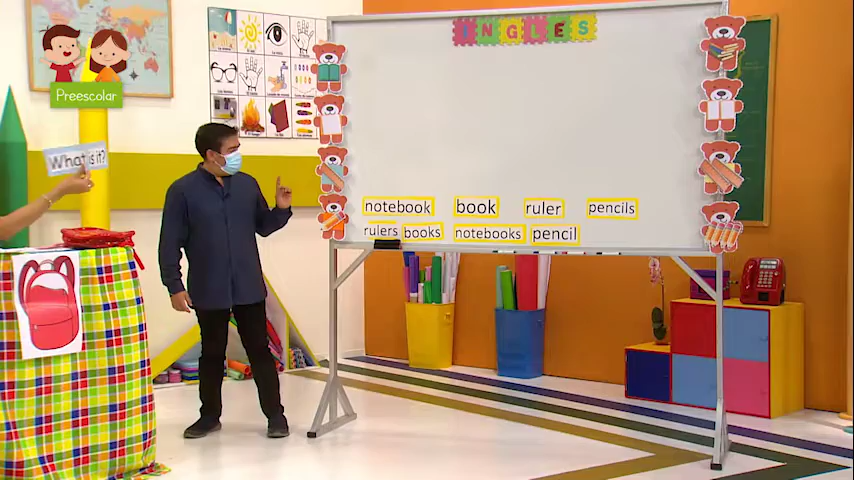 INGLES
Preescolar
What is it?
notebook book ruler pencils
rulers books notebooks pencil